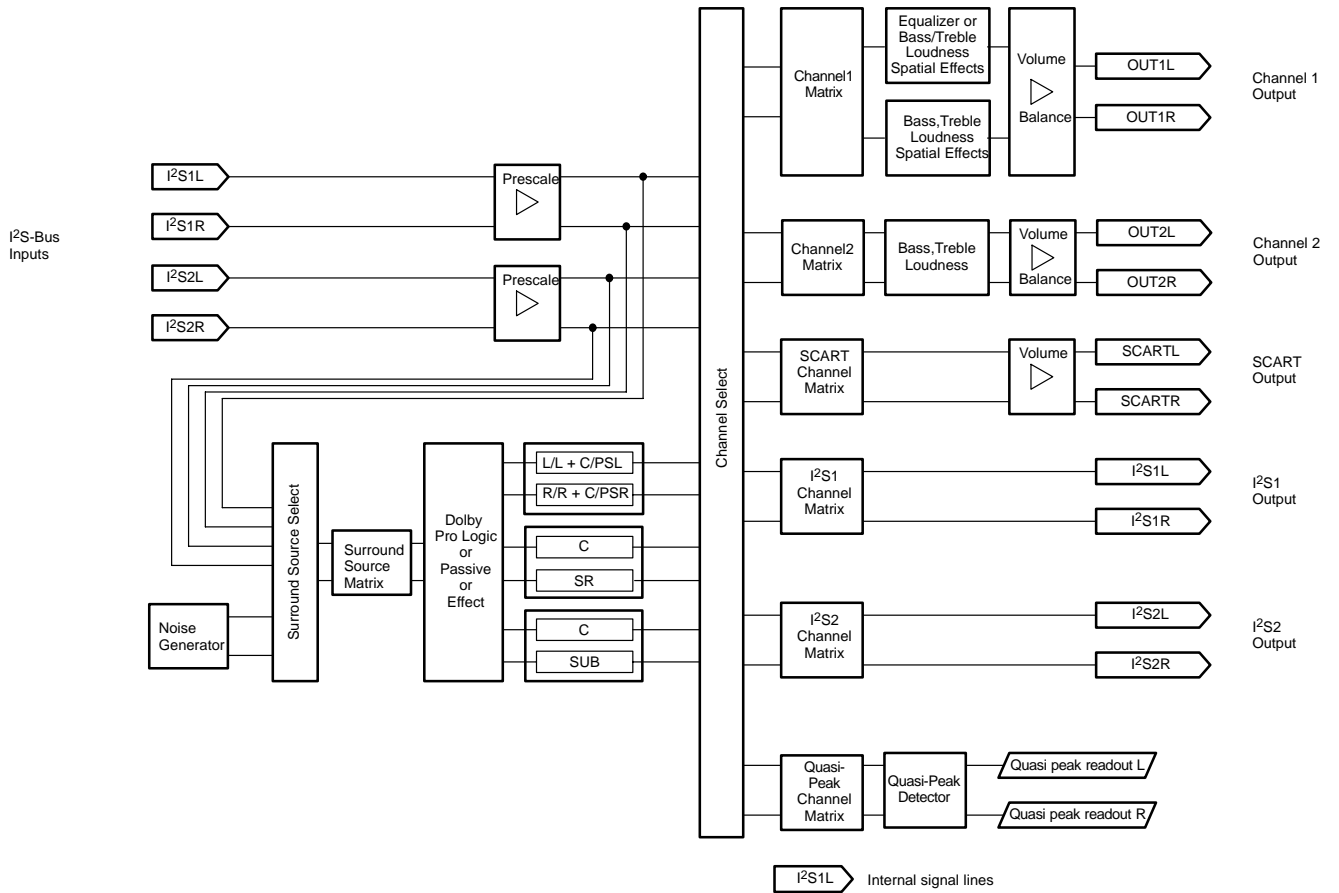 I²S-Bus
Inputs
I²S1L
I²S1R
I²S2L
I²S2R
Prescale
Prescale
Noise
Generator
Surround Source Select
Surround
Source
Matrix
Dolby
Pro Logic
or
Passive
or
Effect
L/L + C/PSL
R/R + C/PSR
C
SR
C
SUB
Channel Select
Channel1
Matrix
Equalizer or
Bass/Treble
Loudness
Spatial Effects
Bass,Treble
Loudness
Spatial Effects
Volume
Balance
OUT1L
OUT1R
Channel 1
Output
Channel2
Matrix
Bass,Treble
Loudness
Volume
Balance
OUT2L
OUT2R
Channel 2
Output
SCART
Channel
Matrix
Volume
SCARTL
SCARTR
SCART
Output
I²S1
Channel
Matrix
I²S1L
I²S1R
I²S1
Output
I²S2
Channel
Matrix
I²S2L
I²S2R
I²S2
Output
Quasi-
Peak
Channel
Matrix
Quasi-Peak
Detector
Quasi peak readout L
Quasi peak readout R
I²S1L
Internal signal lines